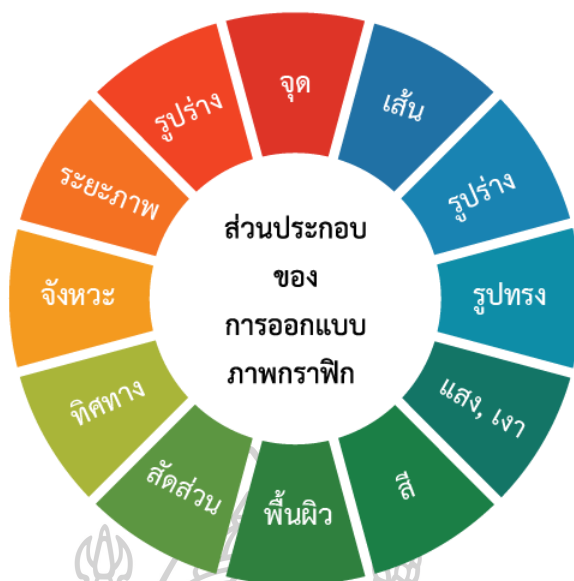 ส่วนประกอบ
ของ
การออกแบบ
ภาพกราฟิก
จุด
เส้น
รูปร่าง
รูปทรง
แสง, เงา
สี
พื้นผิว
สัดส่วน
ทิศทาง
จังหวะ
ระยะภาพ
รูปร่าง